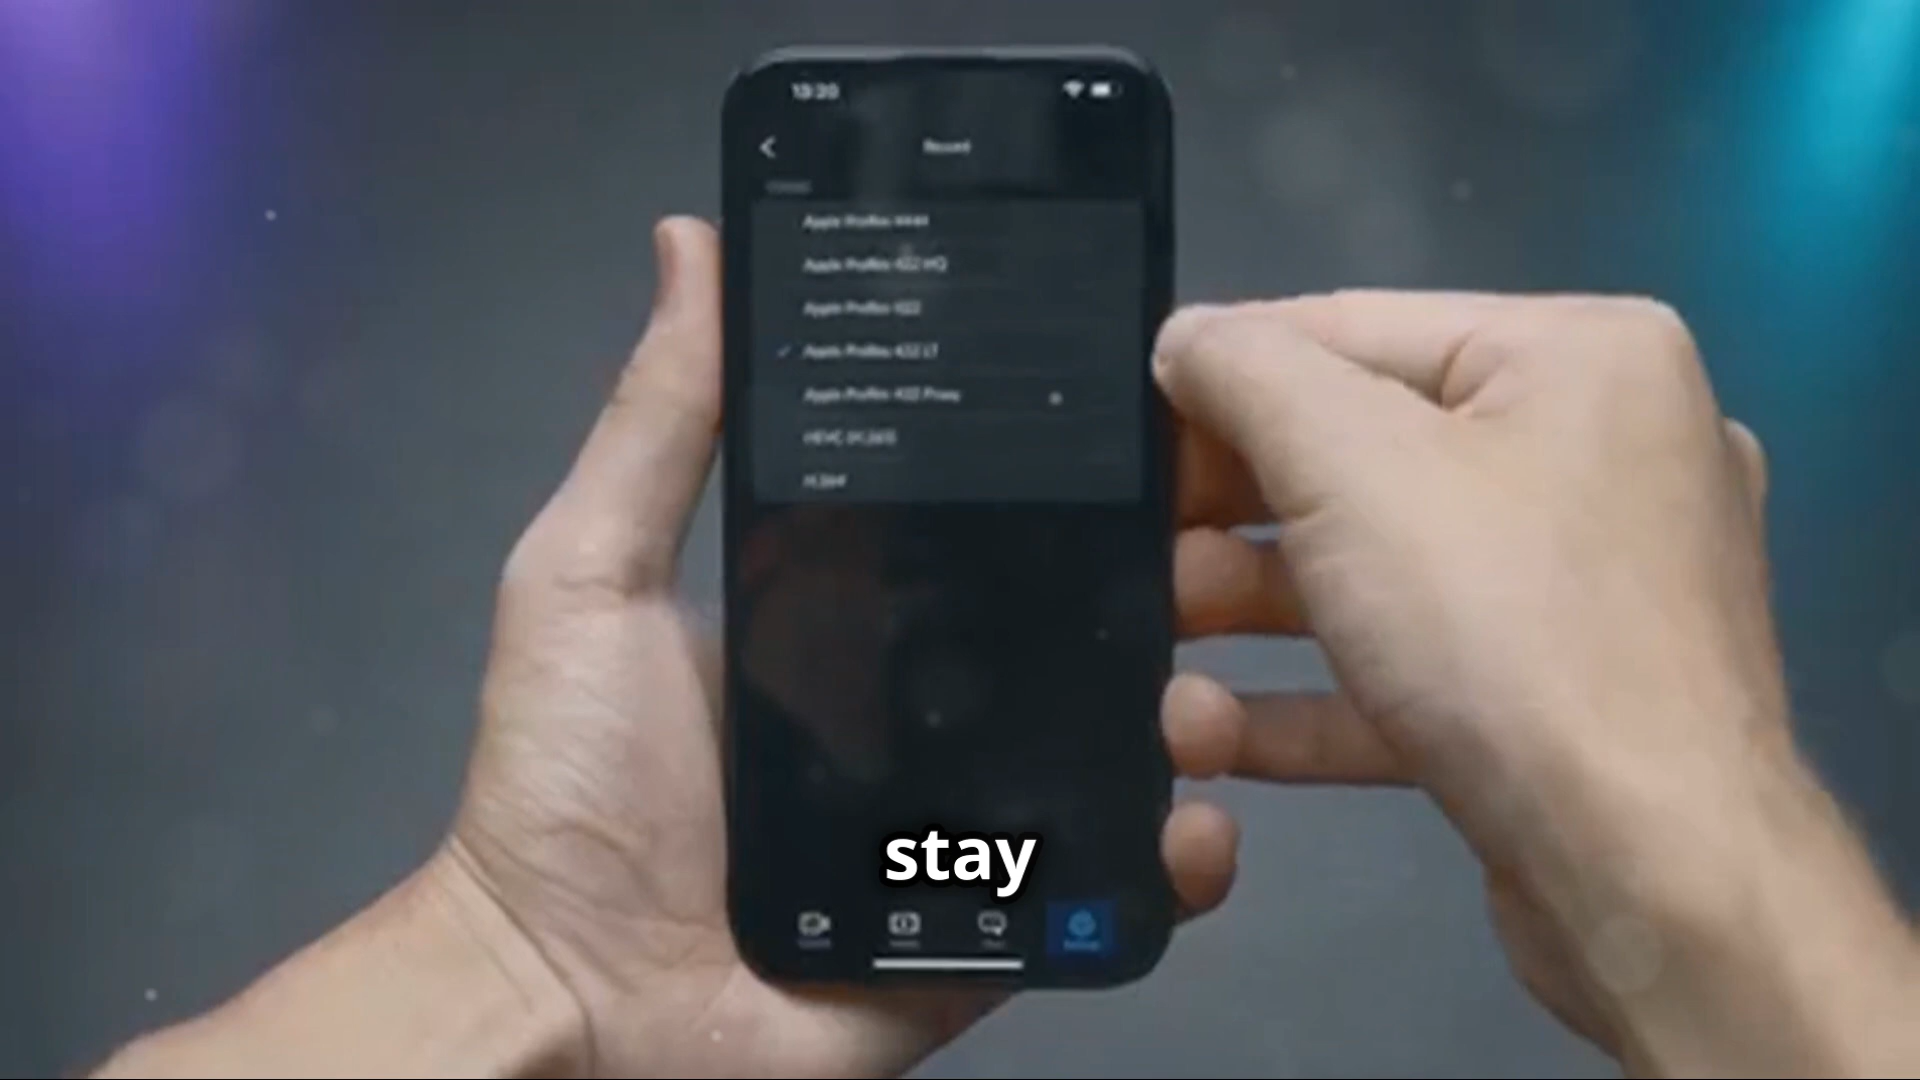 13:20
Record
Apple ProRes 4444
Apple ProRes 422 HQ
Apple ProRes 422
Apple ProRes 422 LT
Apple ProRes 422 Proxy
HEVC (H.265)
H.264
stay